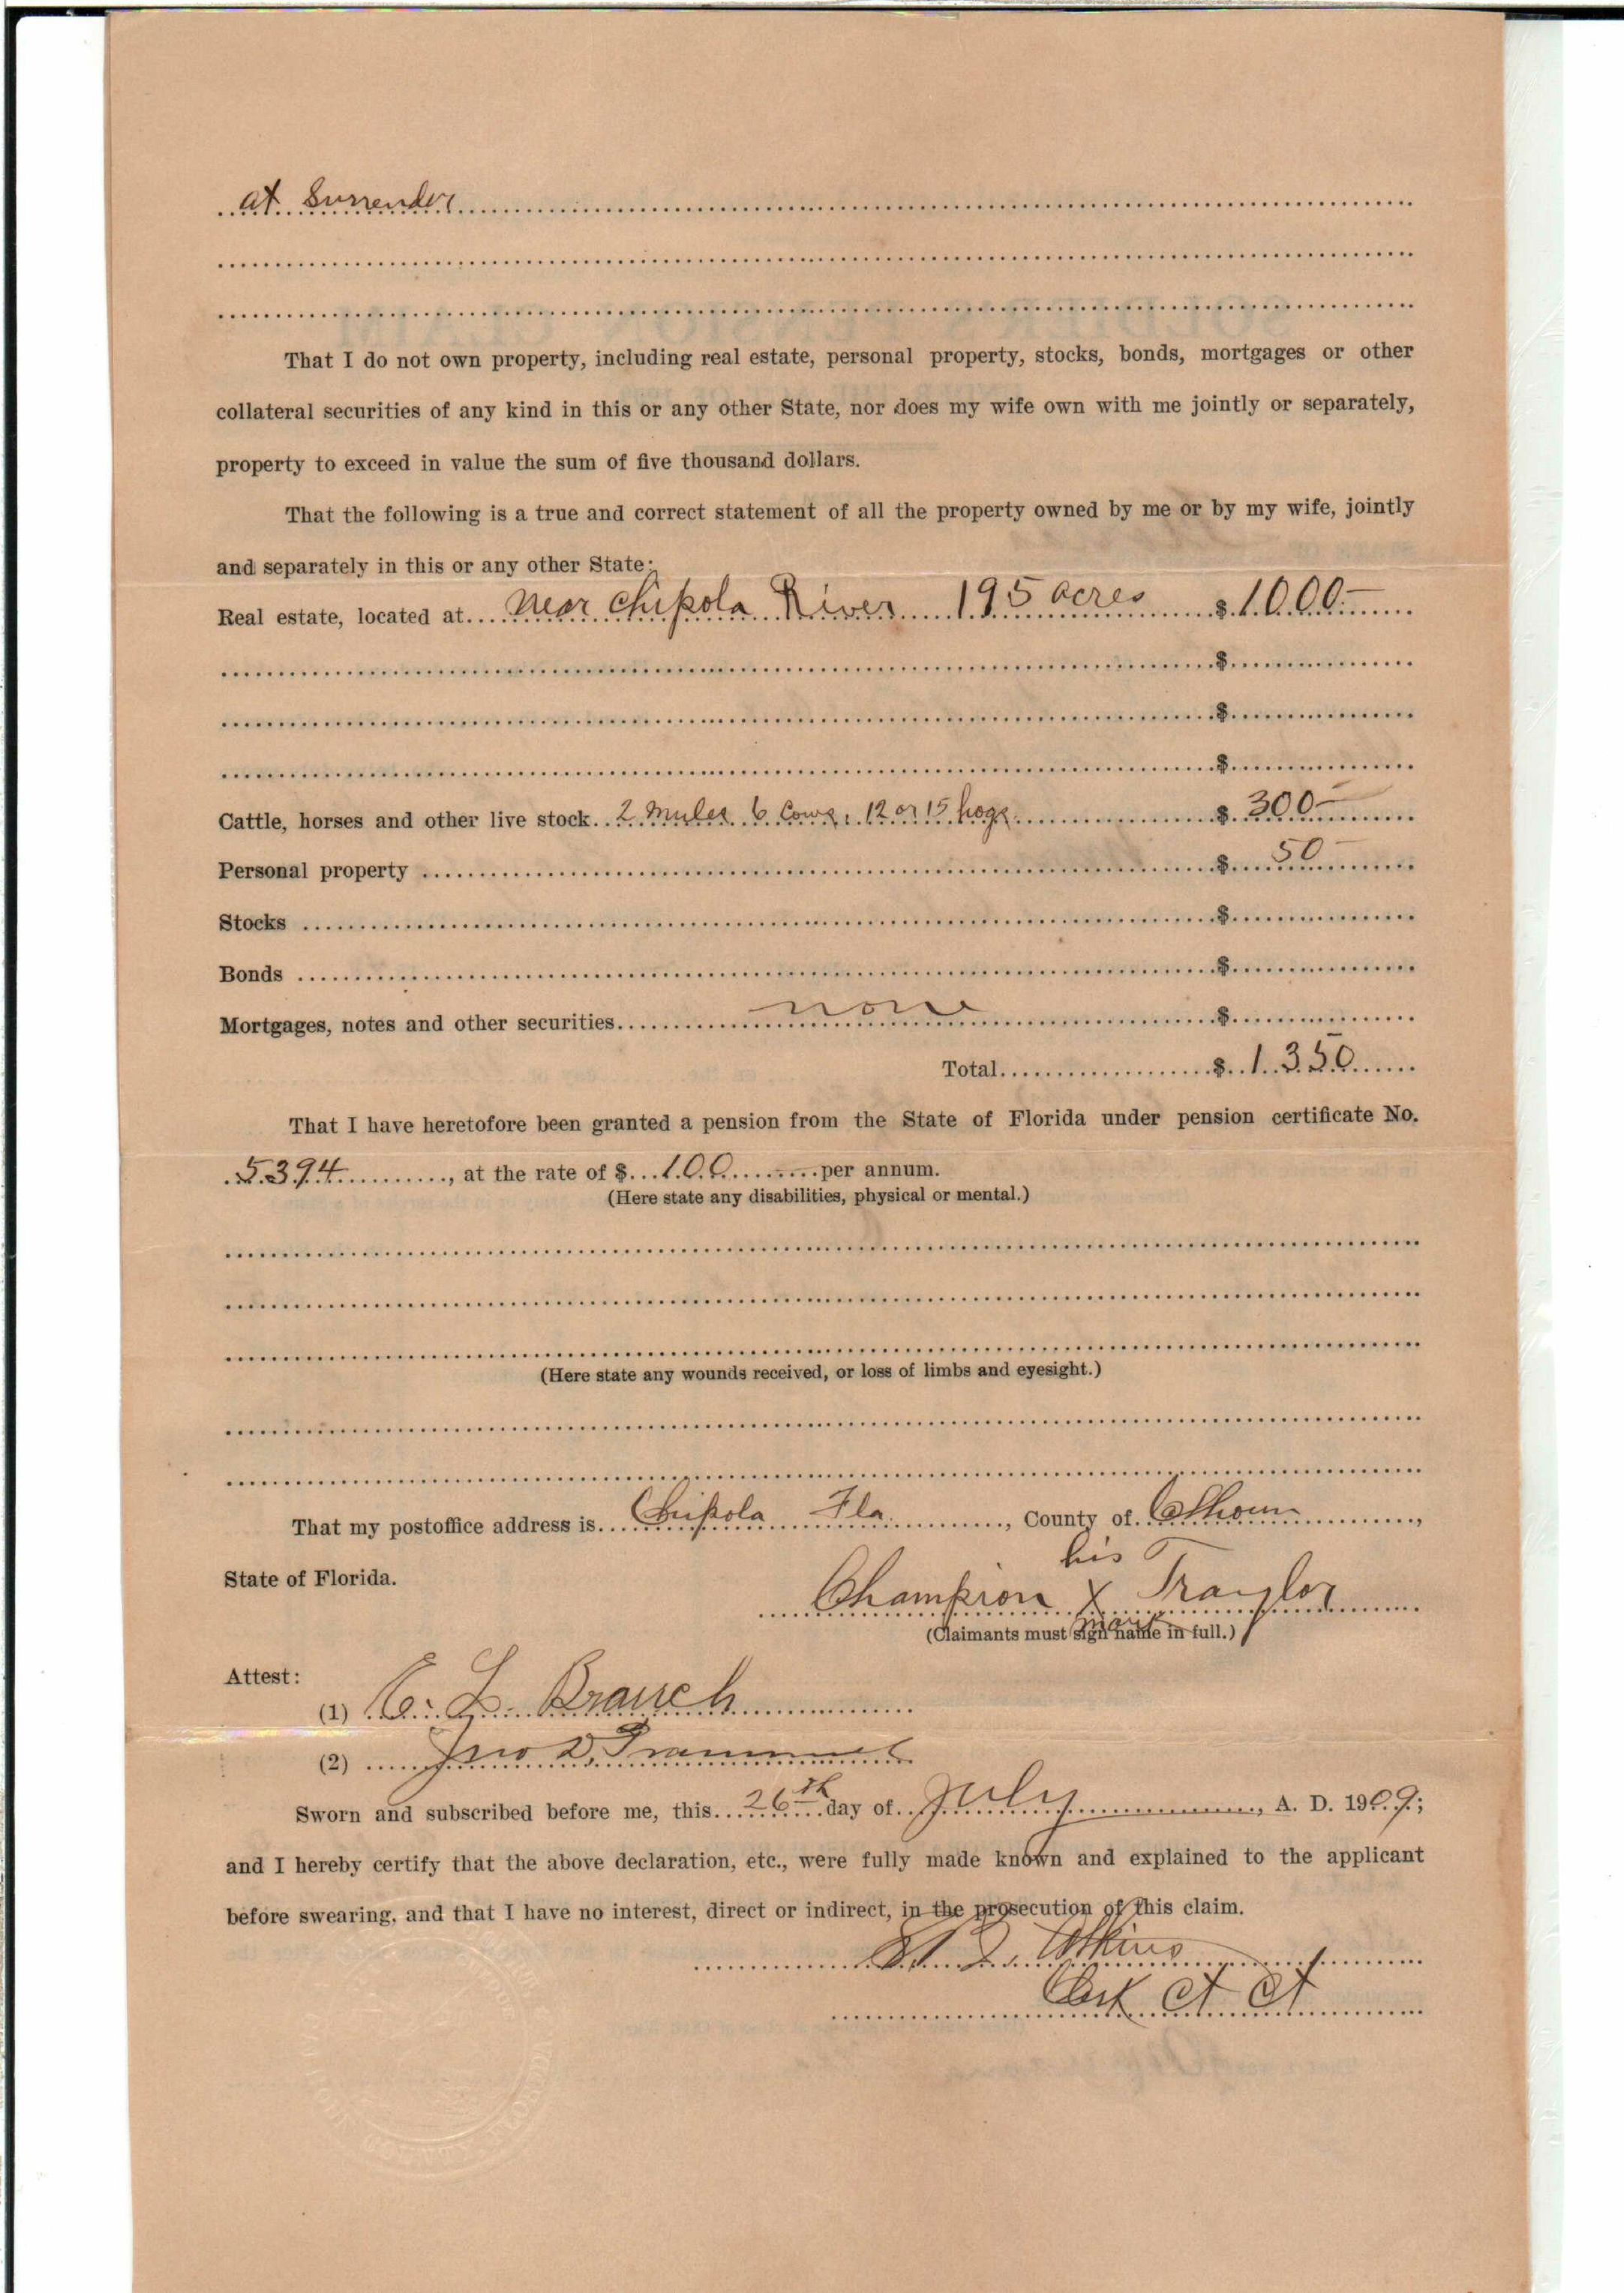 at Surrender
That I do not own property, including real estate, personal property, stocks, bonds, mortgages or other
collateral securities of any kind in this or any other State, nor does my wife own with me jointly or separately,
property to exceed in value the sum of five thousand dollars.
That the following is a true and correct statement of all the property owned by me or by my wife, jointly
and separately in this or any other State:
Real estate, located at near Chipola River 195 acres $ 1000-
$
$
$
Cattle, horses and other live stock 2 mules 6 Cows, 12 or 15 hogs $ 300-
Personal property $ 50-
Stocks $
Bonds $
Mortgages, notes and other securities none $
Total $ 1350
That I have heretofore been granted a pension from the State of Florida under pension certificate No.
5394, at the rate of $ 100 per annum.
(Here state any disabilities, physical or mental.)
(Here state any wounds received, or loss of limbs and eyesight.)
That my postoffice address is Chipola Fla, County of Calhoun,
State of Florida.
his
Champion X Traylor
mark
(Claimants must sign name in full.)
Attest:
(1) C. L. Branch
(2) Jno D. Trammel
Sworn and subscribed before me, this 26th day of July, A. D. 1909;
and I hereby certify that the above declaration, etc., were fully made known and explained to the applicant
before swearing, and that I have no interest, direct or indirect, in the prosecution of this claim.
Atkins
Clerk Ct Ct